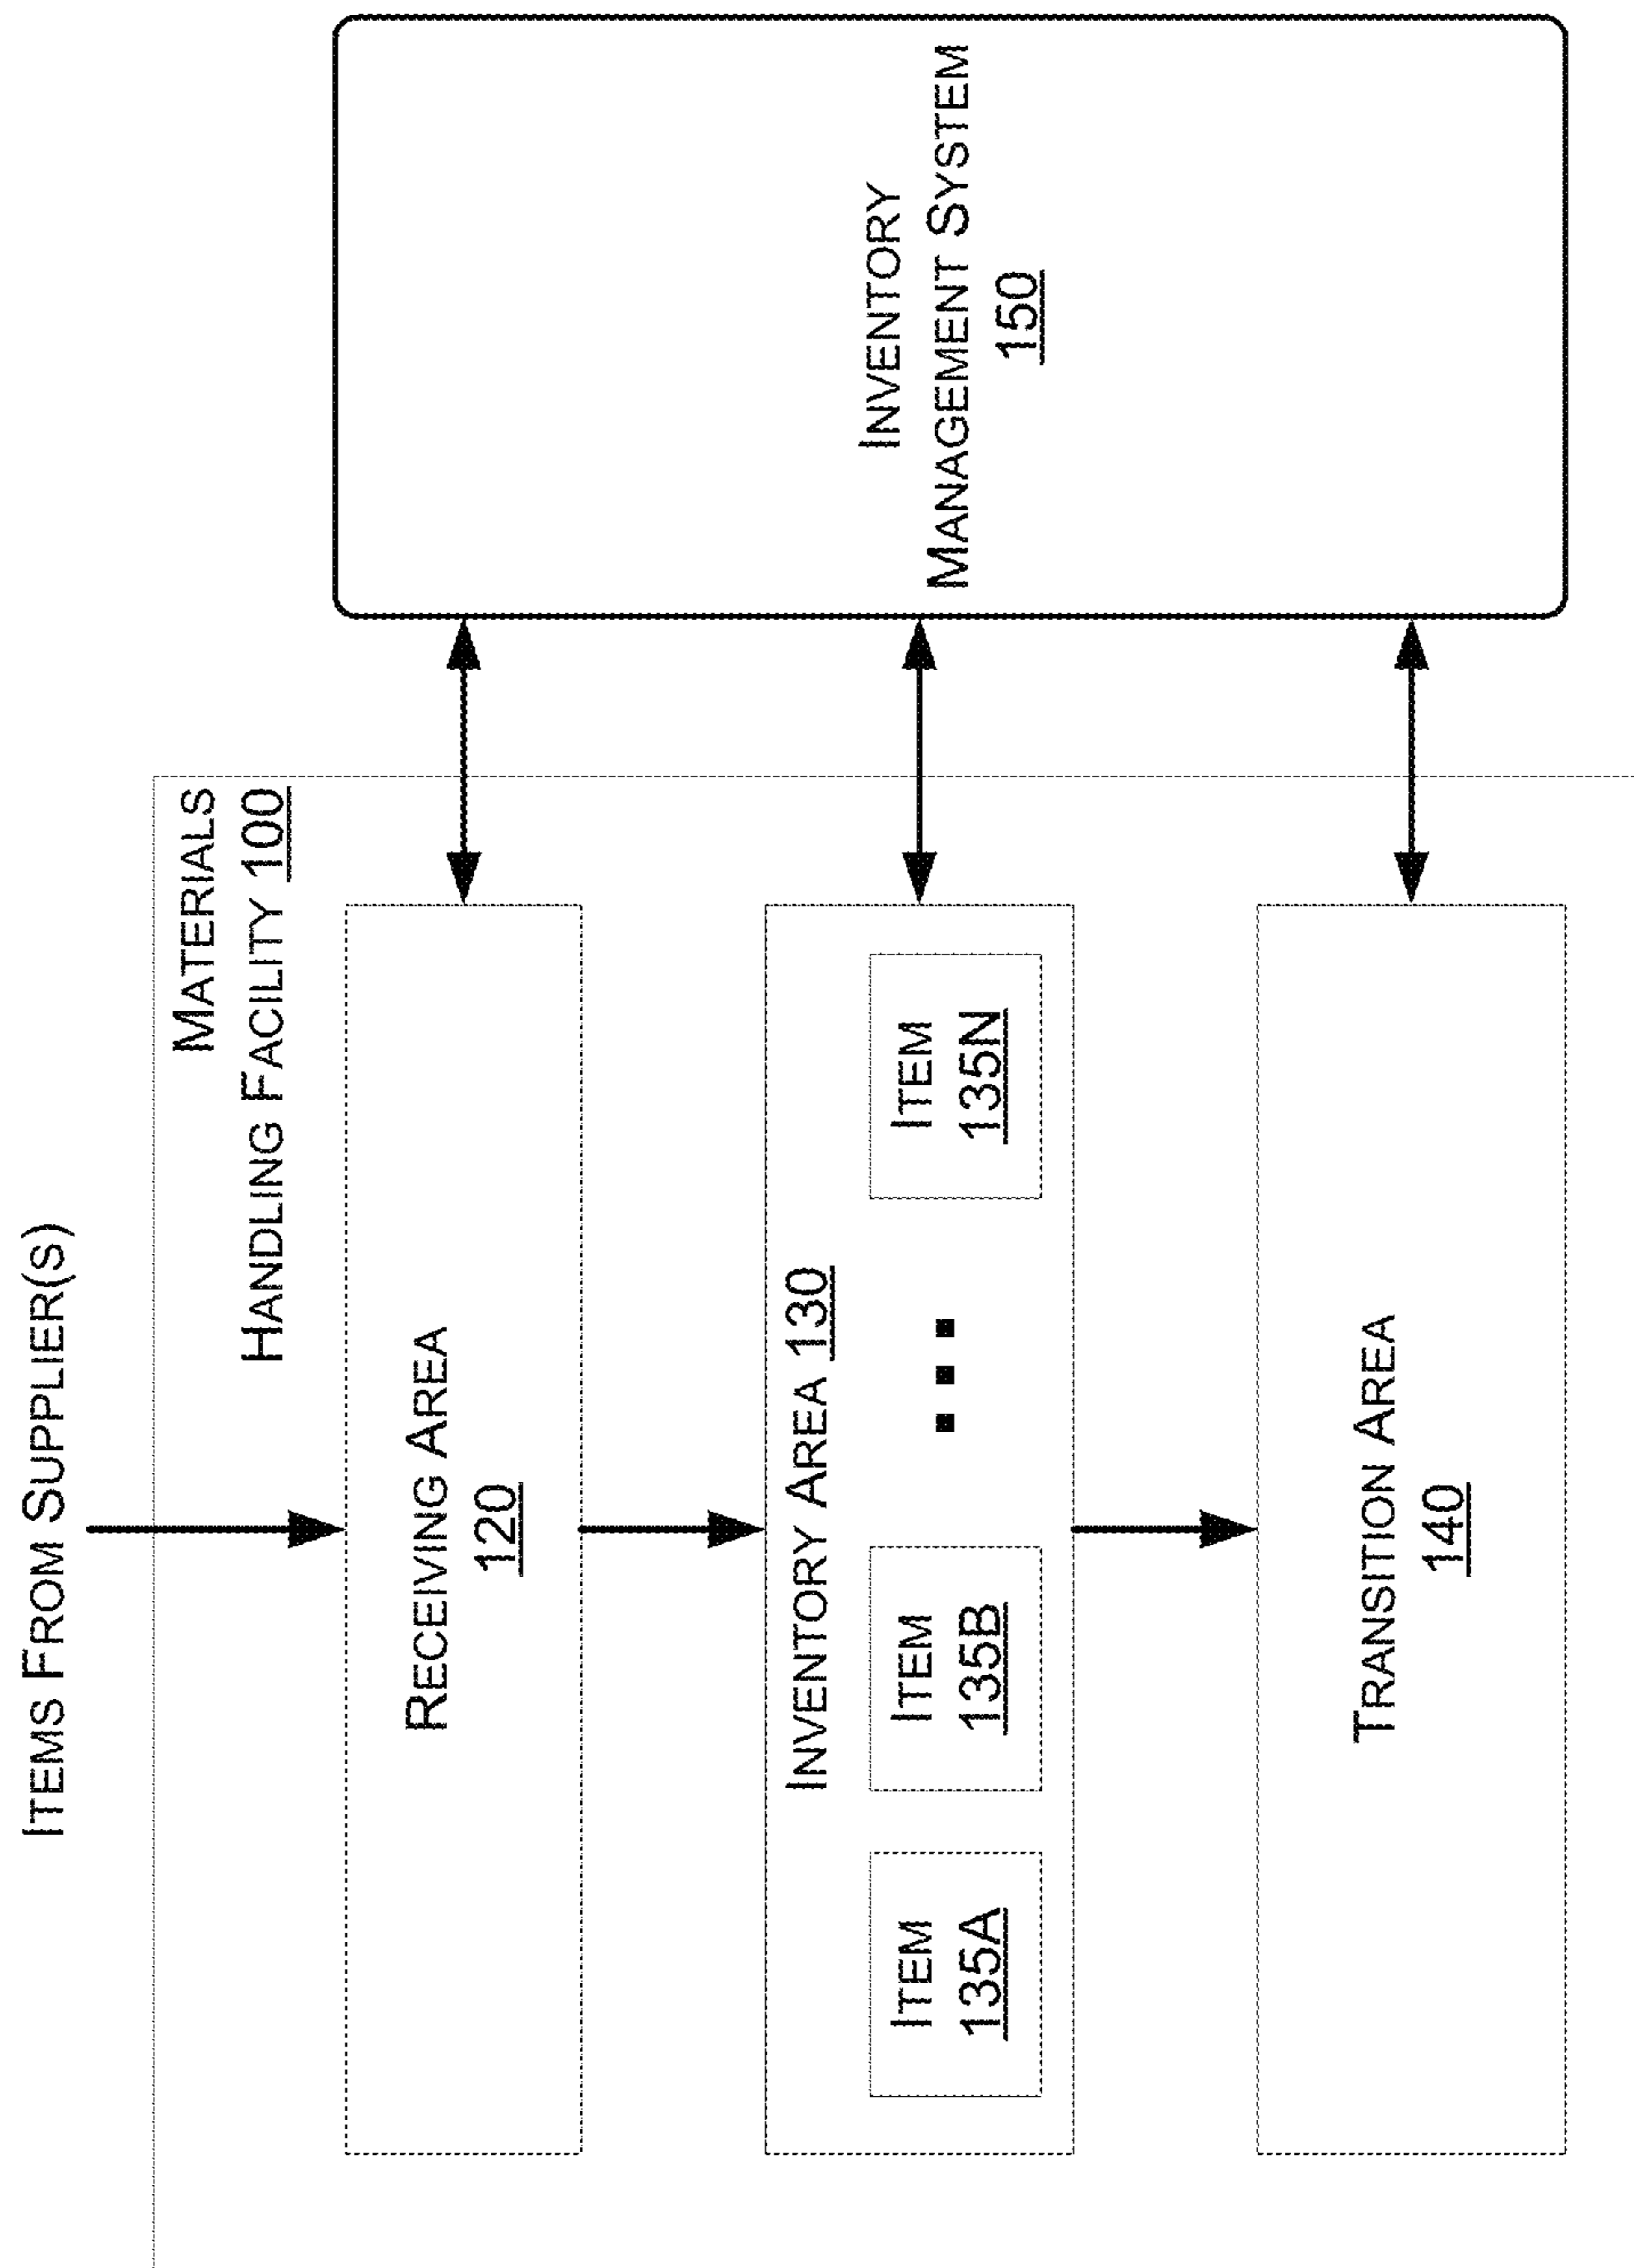 ITEMS FROM SUPPLIER(S)
MATERIALS
HANDLING FACILITY 100
RECEIVING AREA
120
INVENTORY AREA 130
ITEM
135A
ITEM
135B
ITEM
135N
TRANSITION AREA
140
INVENTORY
MANAGEMENT SYSTEM
150